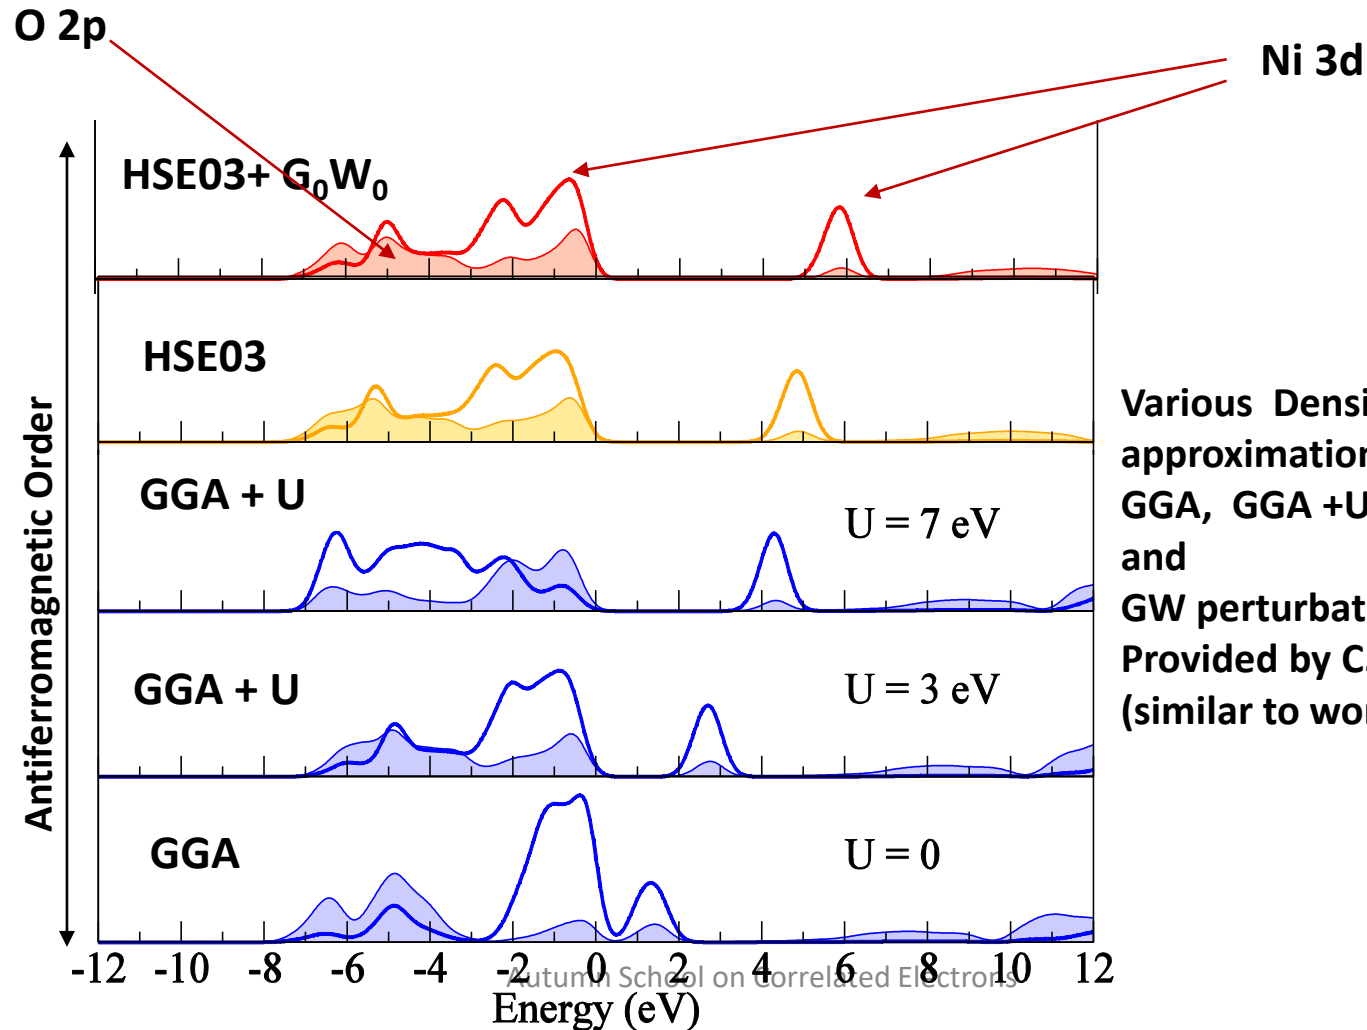 O 2p
Ni 3d
HSE03+ G₀W₀
HSE03
GGA + U
U = 7 eV
GGA + U
U = 3 eV
GGA
U = 0
Antiferromagnetic Order
-12 -10 -8 -6 -4 -2 0 2 4 6 8 10 12
Autumn School on Correlated Electrons
Energy (eV)
Various Densi
approximation
GGA, GGA +U
and
GW perturbat
Provided by C.
(similar to wor